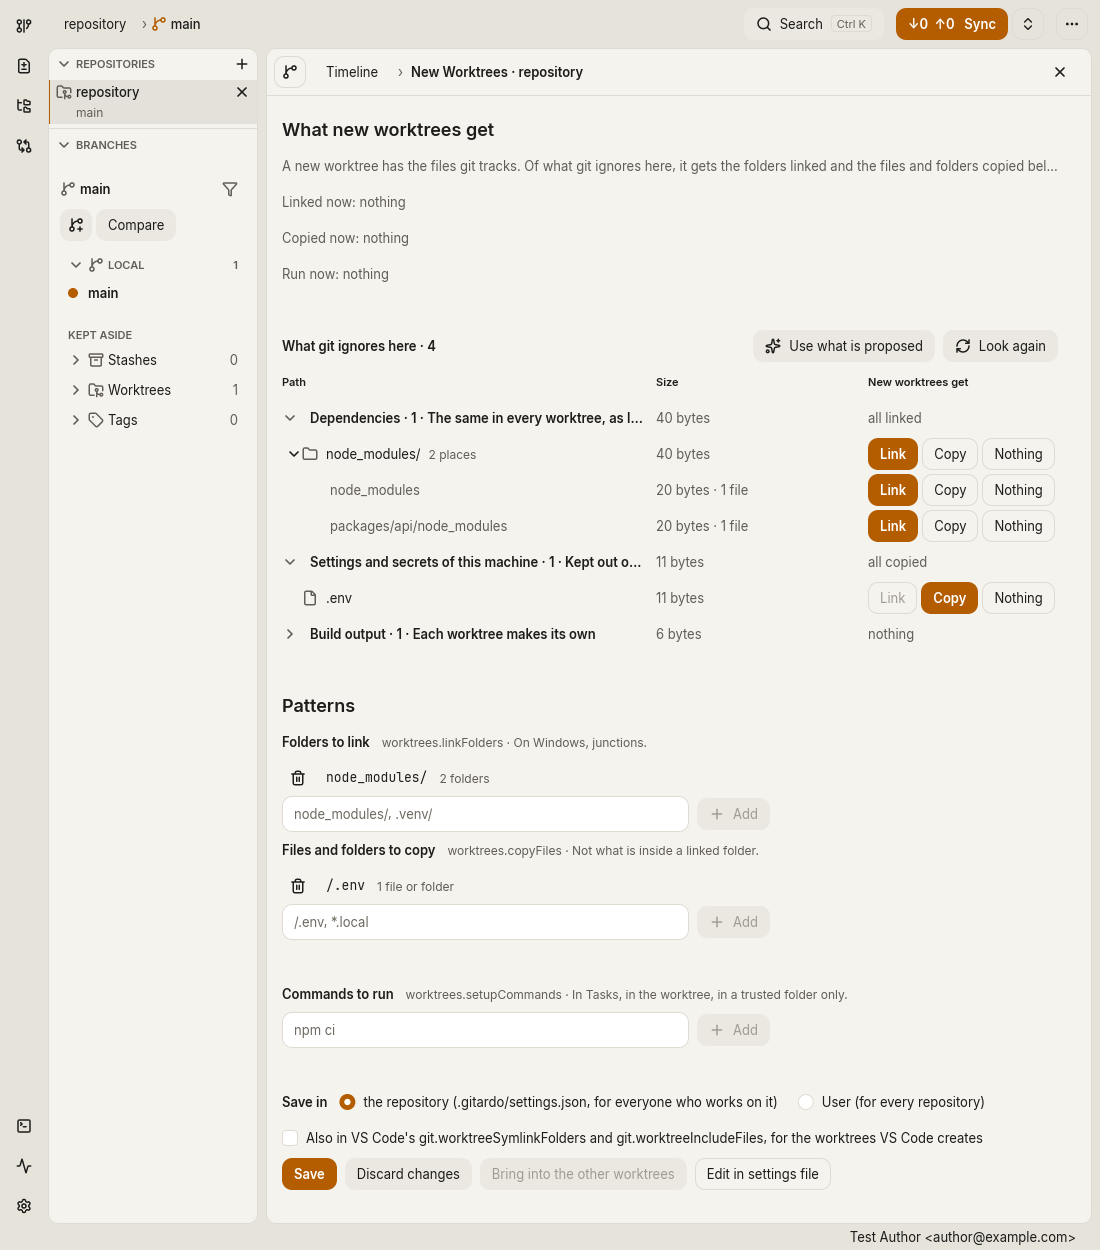 repository › main
Search Ctrl K
↓0 ↑0 Sync
REPOSITORIES
repository
main
BRANCHES
main
Compare
LOCAL 1
main
KEPT ASIDE
Stashes 0
Worktrees 1
Tags 0
Timeline › New Worktrees · repository
What new worktrees get
A new worktree has the files git tracks. Of what git ignores here, it gets the folders linked and the files and folders copied bel...
Linked now: nothing
Copied now: nothing
Run now: nothing
What git ignores here · 4
Use what is proposed
Look again
Path Size New worktrees get
Dependencies · 1 · The same in every worktree, as l... 40 bytes all linked
node_modules/ 2 places 40 bytes Link Copy Nothing
node_modules 20 bytes · 1 file Link Copy Nothing
packages/api/node_modules 20 bytes · 1 file Link Copy Nothing
Settings and secrets of this machine · 1 · Kept out o... 11 bytes all copied
.env 11 bytes Link Copy Nothing
Build output · 1 · Each worktree makes its own 6 bytes nothing
Patterns
Folders to link worktrees.linkFolders · On Windows, junctions.
node_modules/ 2 folders
node_modules/, .venv/ Add
Files and folders to copy worktrees.copyFiles · Not what is inside a linked folder.
/.env 1 file or folder
/.env, *.local Add
Commands to run worktrees.setupCommands · In Tasks, in the worktree, in a trusted folder only.
npm ci Add
Save in the repository (.gitardo/settings.json, for everyone who works on it) User (for every repository)
Also in VS Code's git.worktreeSymlinkFolders and git.worktreeIncludeFiles, for the worktrees VS Code creates
Save Discard changes Bring into the other worktrees Edit in settings file
Test Author <author@example.com>